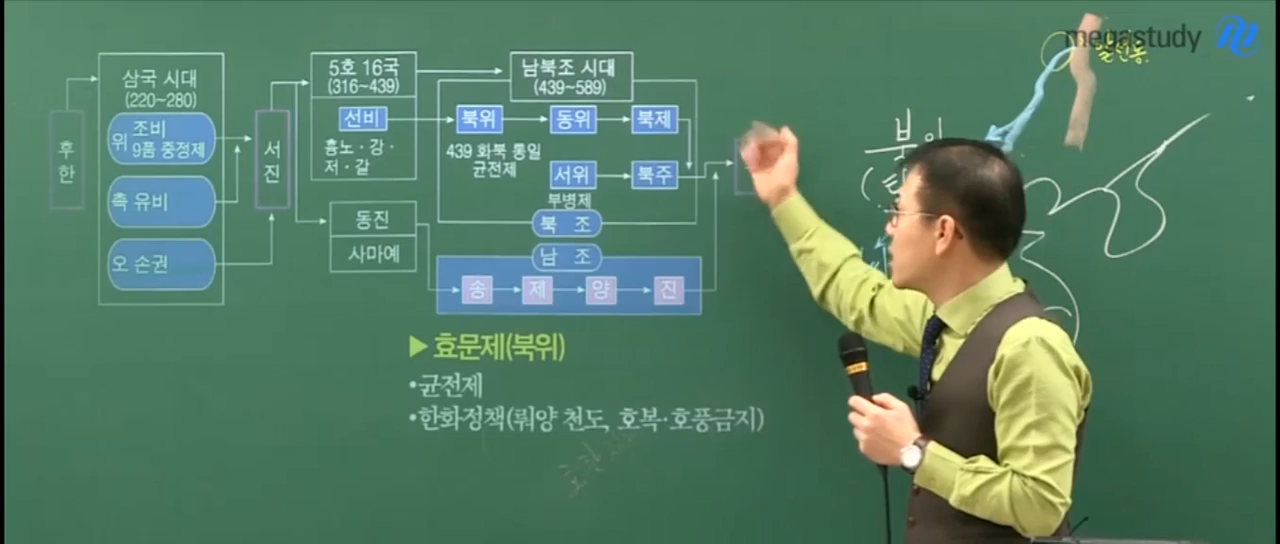 megastudy
후한
삼국 시대
(220~280)
위 조비
9품 중정제
촉 유비
오 손권
서진
5호 16국
(316~439)
선비
흉노·강·
저·갈
동진
사마예
남북조 시대
(439~589)
북위
동위
북제
439 화북 통일
균전제
서위
북주
부병제
북 조
남 조
송
제
양
진
▶ 효문제(북위)
•균전제
•한화정책(뤄양 천도, 호복·호풍금지)
북위